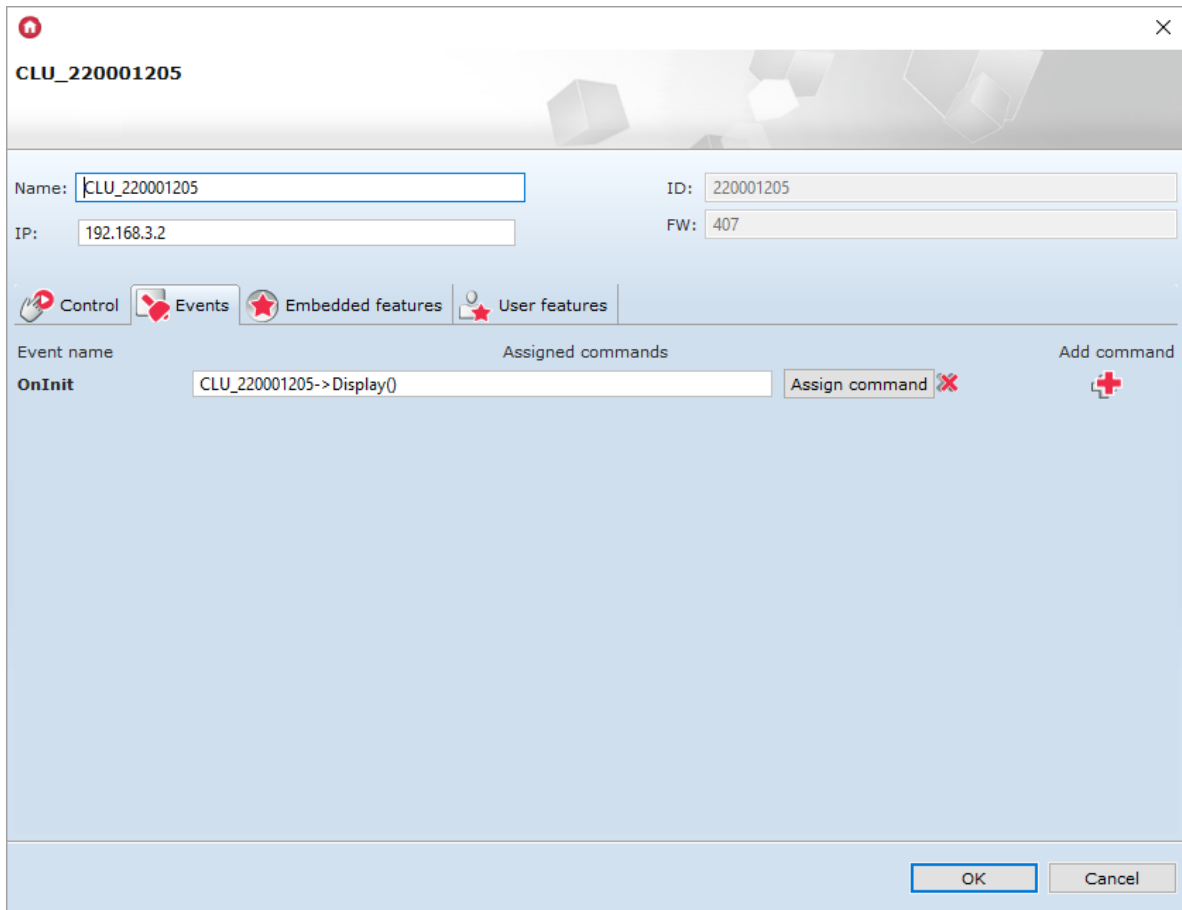 CLU_220001205
Name: CLU_220001205 ID: 220001205
IP: 192.168.3.2 FW: 407
Control Events Embedded features User features
Event name Assigned commands Add command
OnInit CLU_220001205->Display() Assign command
OK Cancel